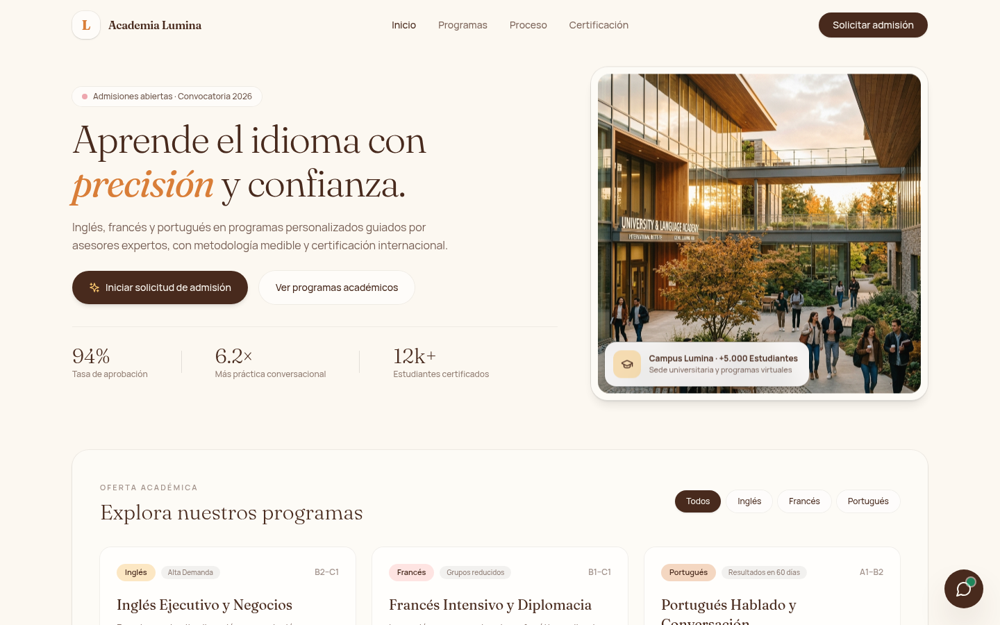 L
Academia Lumina
Inicio
Programas
Proceso
Certificación
Solicitar admisión
Admisiones abiertas · Convocatoria 2026
Aprende el idioma con
precisión y confianza.
Inglés, francés y portugués en programas personalizados guiados por
asesores expertos, con metodología medible y certificación internacional.
Iniciar solicitud de admisión
Ver programas académicos
94%
Tasa de aprobación
6.2×
Más práctica conversacional
12k+
Estudiantes certificados
UNIVERSITY & LANGUAGE ACADEMY
Campus Lumina · +5.000 Estudiantes
Sede universitaria y programas virtuales
OFERTA ACADÉMICA
Explora nuestros programas
Todos
Inglés
Francés
Portugués
Inglés
Alta Demanda
B2–C1
Inglés Ejecutivo y Negocios
Francés
Grupos reducidos
B1–C1
Francés Intensivo y Diplomacia
Portugués
Resultados en 60 días
A1–B2
Portugués Hablado y
Conversación